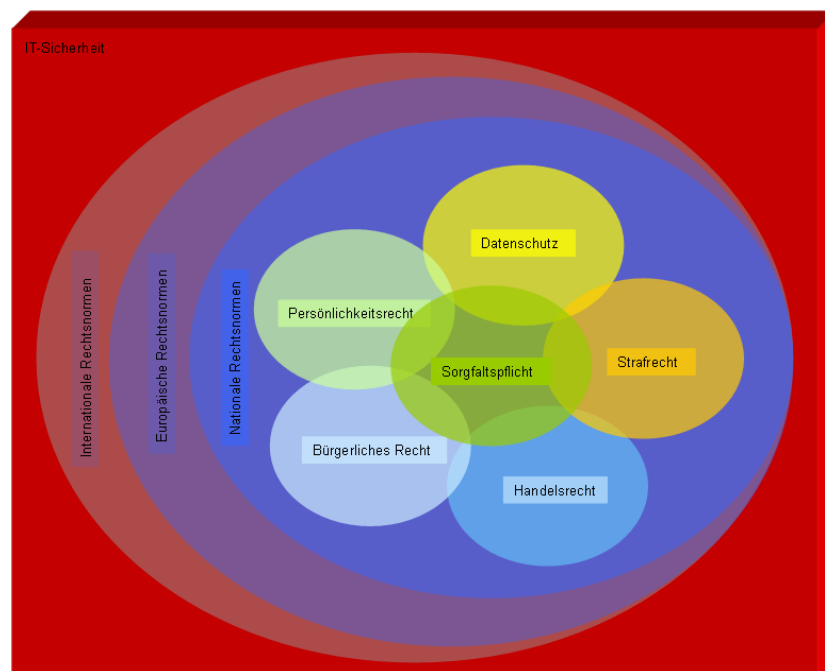 IT-Sicherheit
Internationale Rechtsnormen
Europäische Rechtsnormen
Nationale Rechtsnormen
Datenschutz
Persönlichkeitsrecht
Strafrecht
Sorgfaltspflicht
Bürgerliches Recht
Handelsrecht